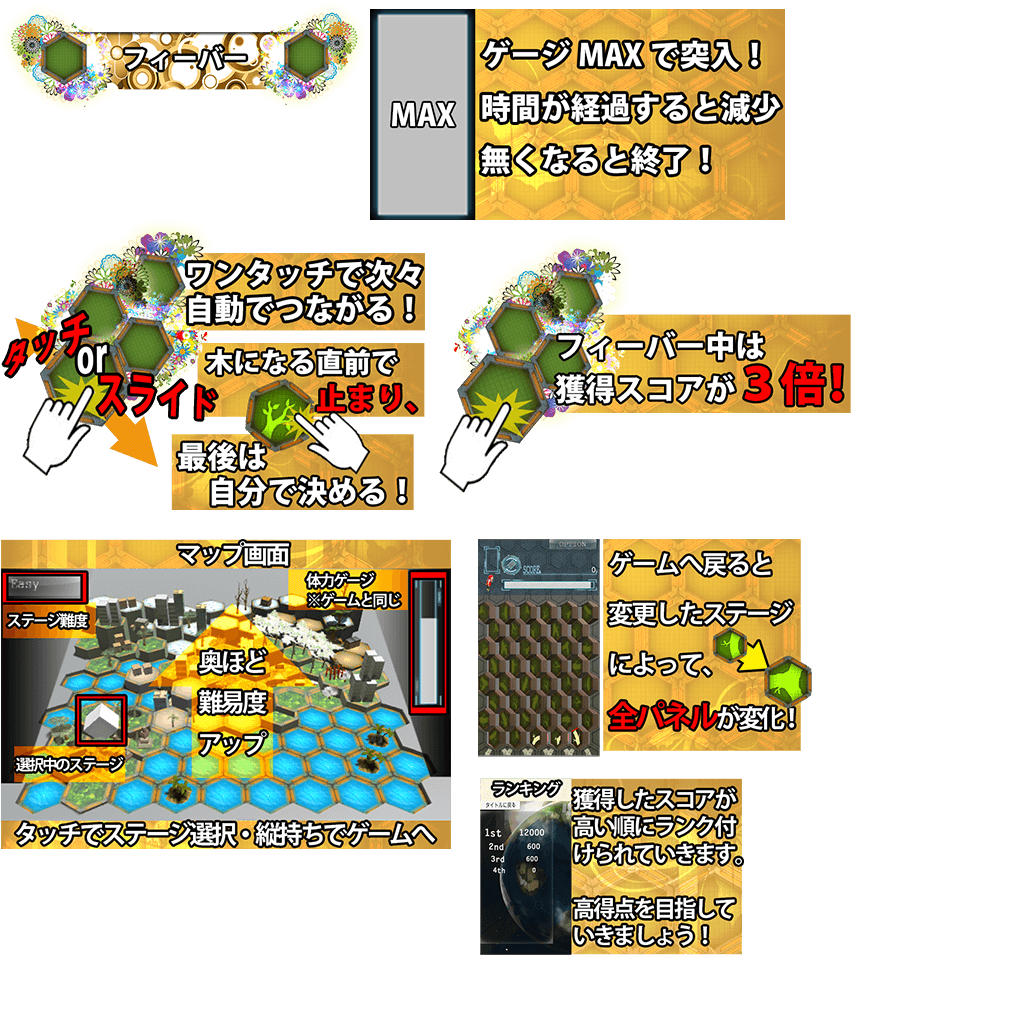 フィーバー
MAX
ゲージ MAX で突入！
時間が経過すると減少
無くなると終了！
タッチ
or
スライド
ワンタッチで次々
自動でつながる！
木になる直前で
止まり、
最後は
自分で決める！
フィーバー中は
獲得スコアが３倍!
マップ画面
Easy
ステージ難度
体力ゲージ
※ゲームと同じ
奥ほど
難易度
アップ
選択中のステージ
タッチでステージ選択・縦持ちでゲームへ
OPTION
SCORE
0
ゲームへ戻ると
変更したステージ
によって、
全パネルが変化!
ランキング
タイトルに戻る
1st 12000
2nd 600
3rd 600
4th 0
獲得したスコアが
高い順にランク付
けられていきます。
高得点を目指して
いきましょう！